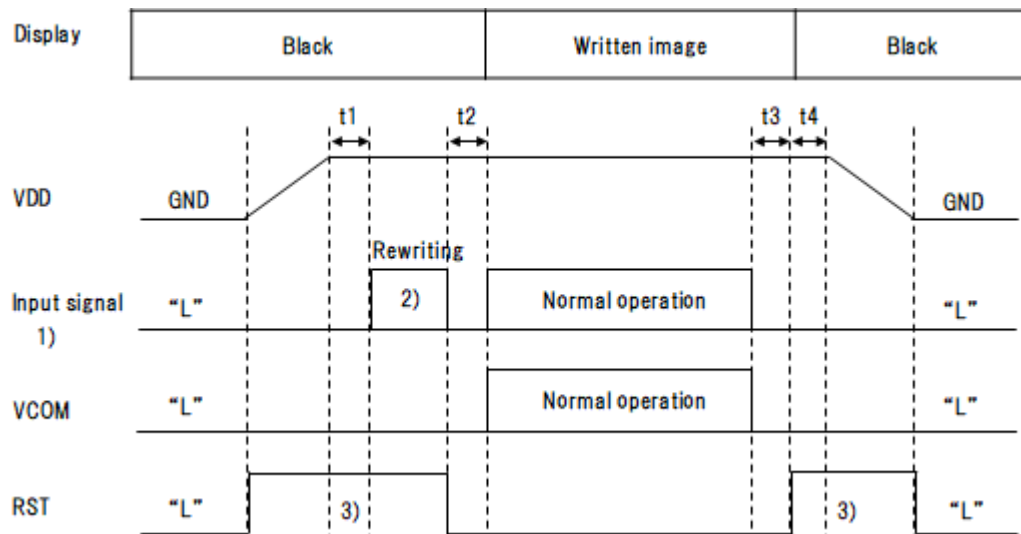 Display
Black
Written image
Black
t1
t2
t3
t4
VDD
GND
GND
Rewriting
Input signal
1)
“L”
2)
Normal operation
“L”
VCOM
“L”
Normal operation
“L”
RST
“L”
3)
3)
“L”